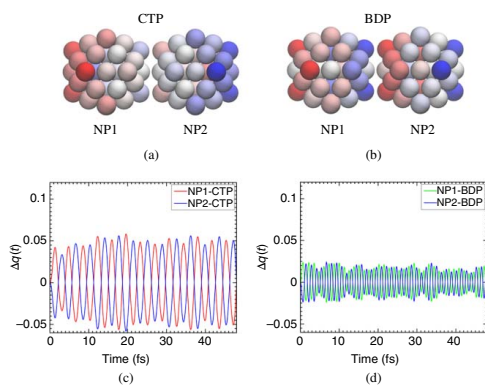 CTP
BDP
NP1
NP2
NP1
NP2
(a)
(b)
0.1
0.05
0
−0.05
Δq(t)
NP1-CTP
NP2-CTP
0 10 20 30 40
Time (fs)
(c)
0.1
0.05
0
−0.05
Δq(t)
NP1-BDP
NP2-BDP
0 10 20 30 40
Time (fs)
(d)